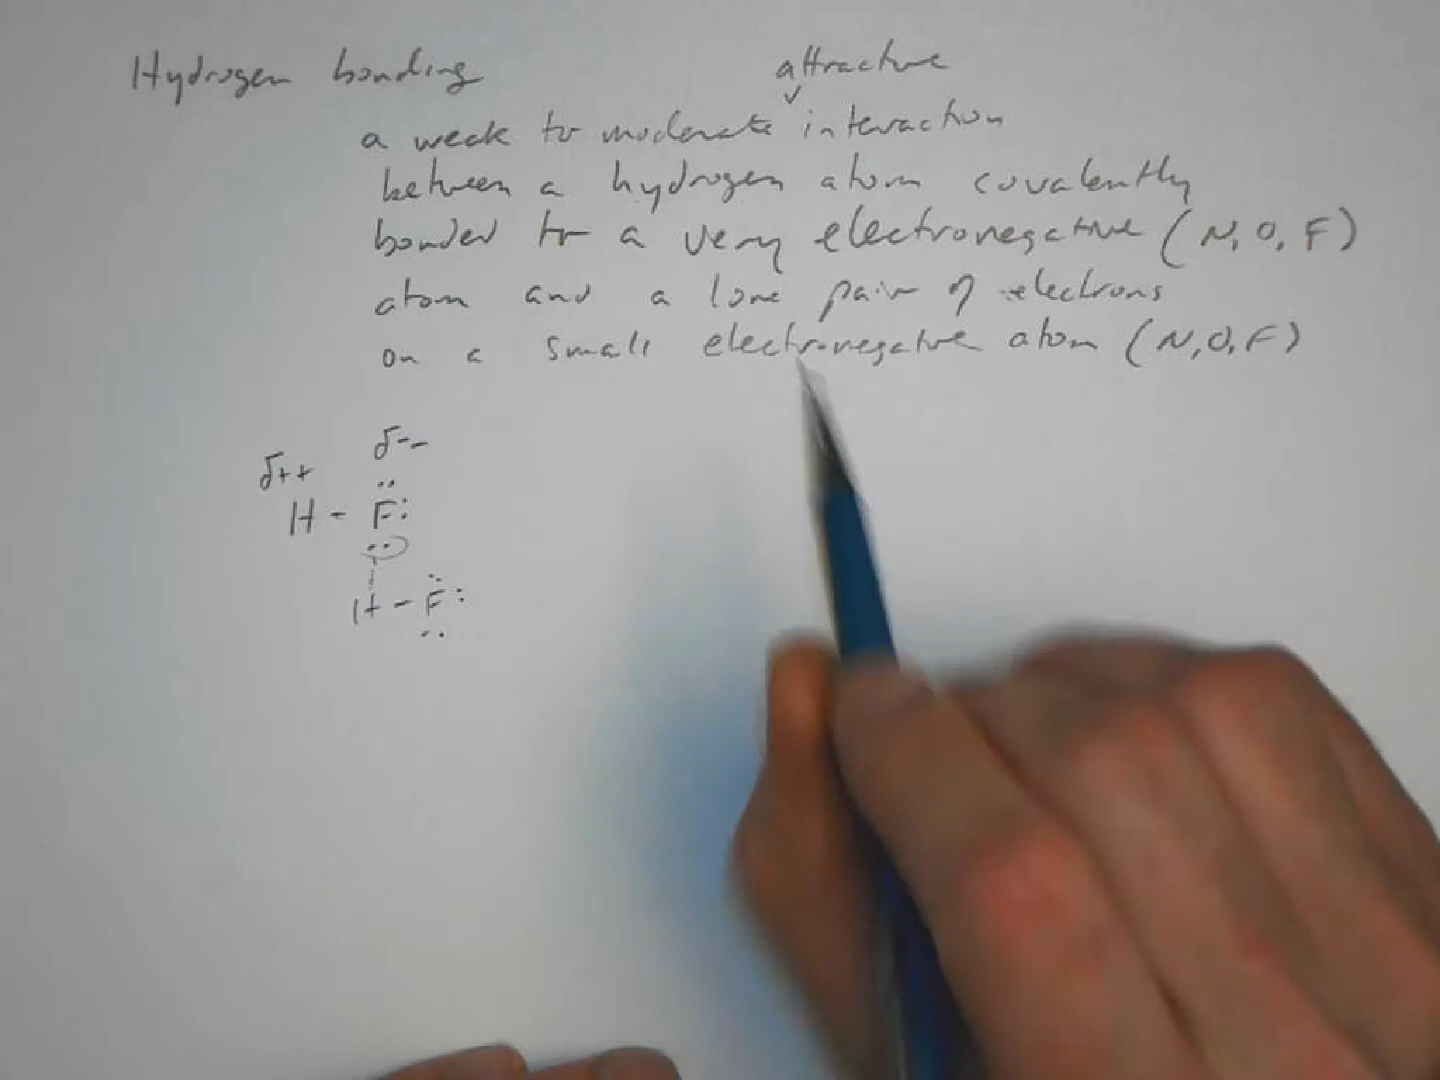 Hydrogen bonding
attractive
a weak to moderate interaction
between a hydrogen atom covalently
bonded to a very electronegative (N, O, F)
atom and a lone pair of electrons
on a small electronegative atom (N, O, F)
δ--
δ++
H - F:
H - F: